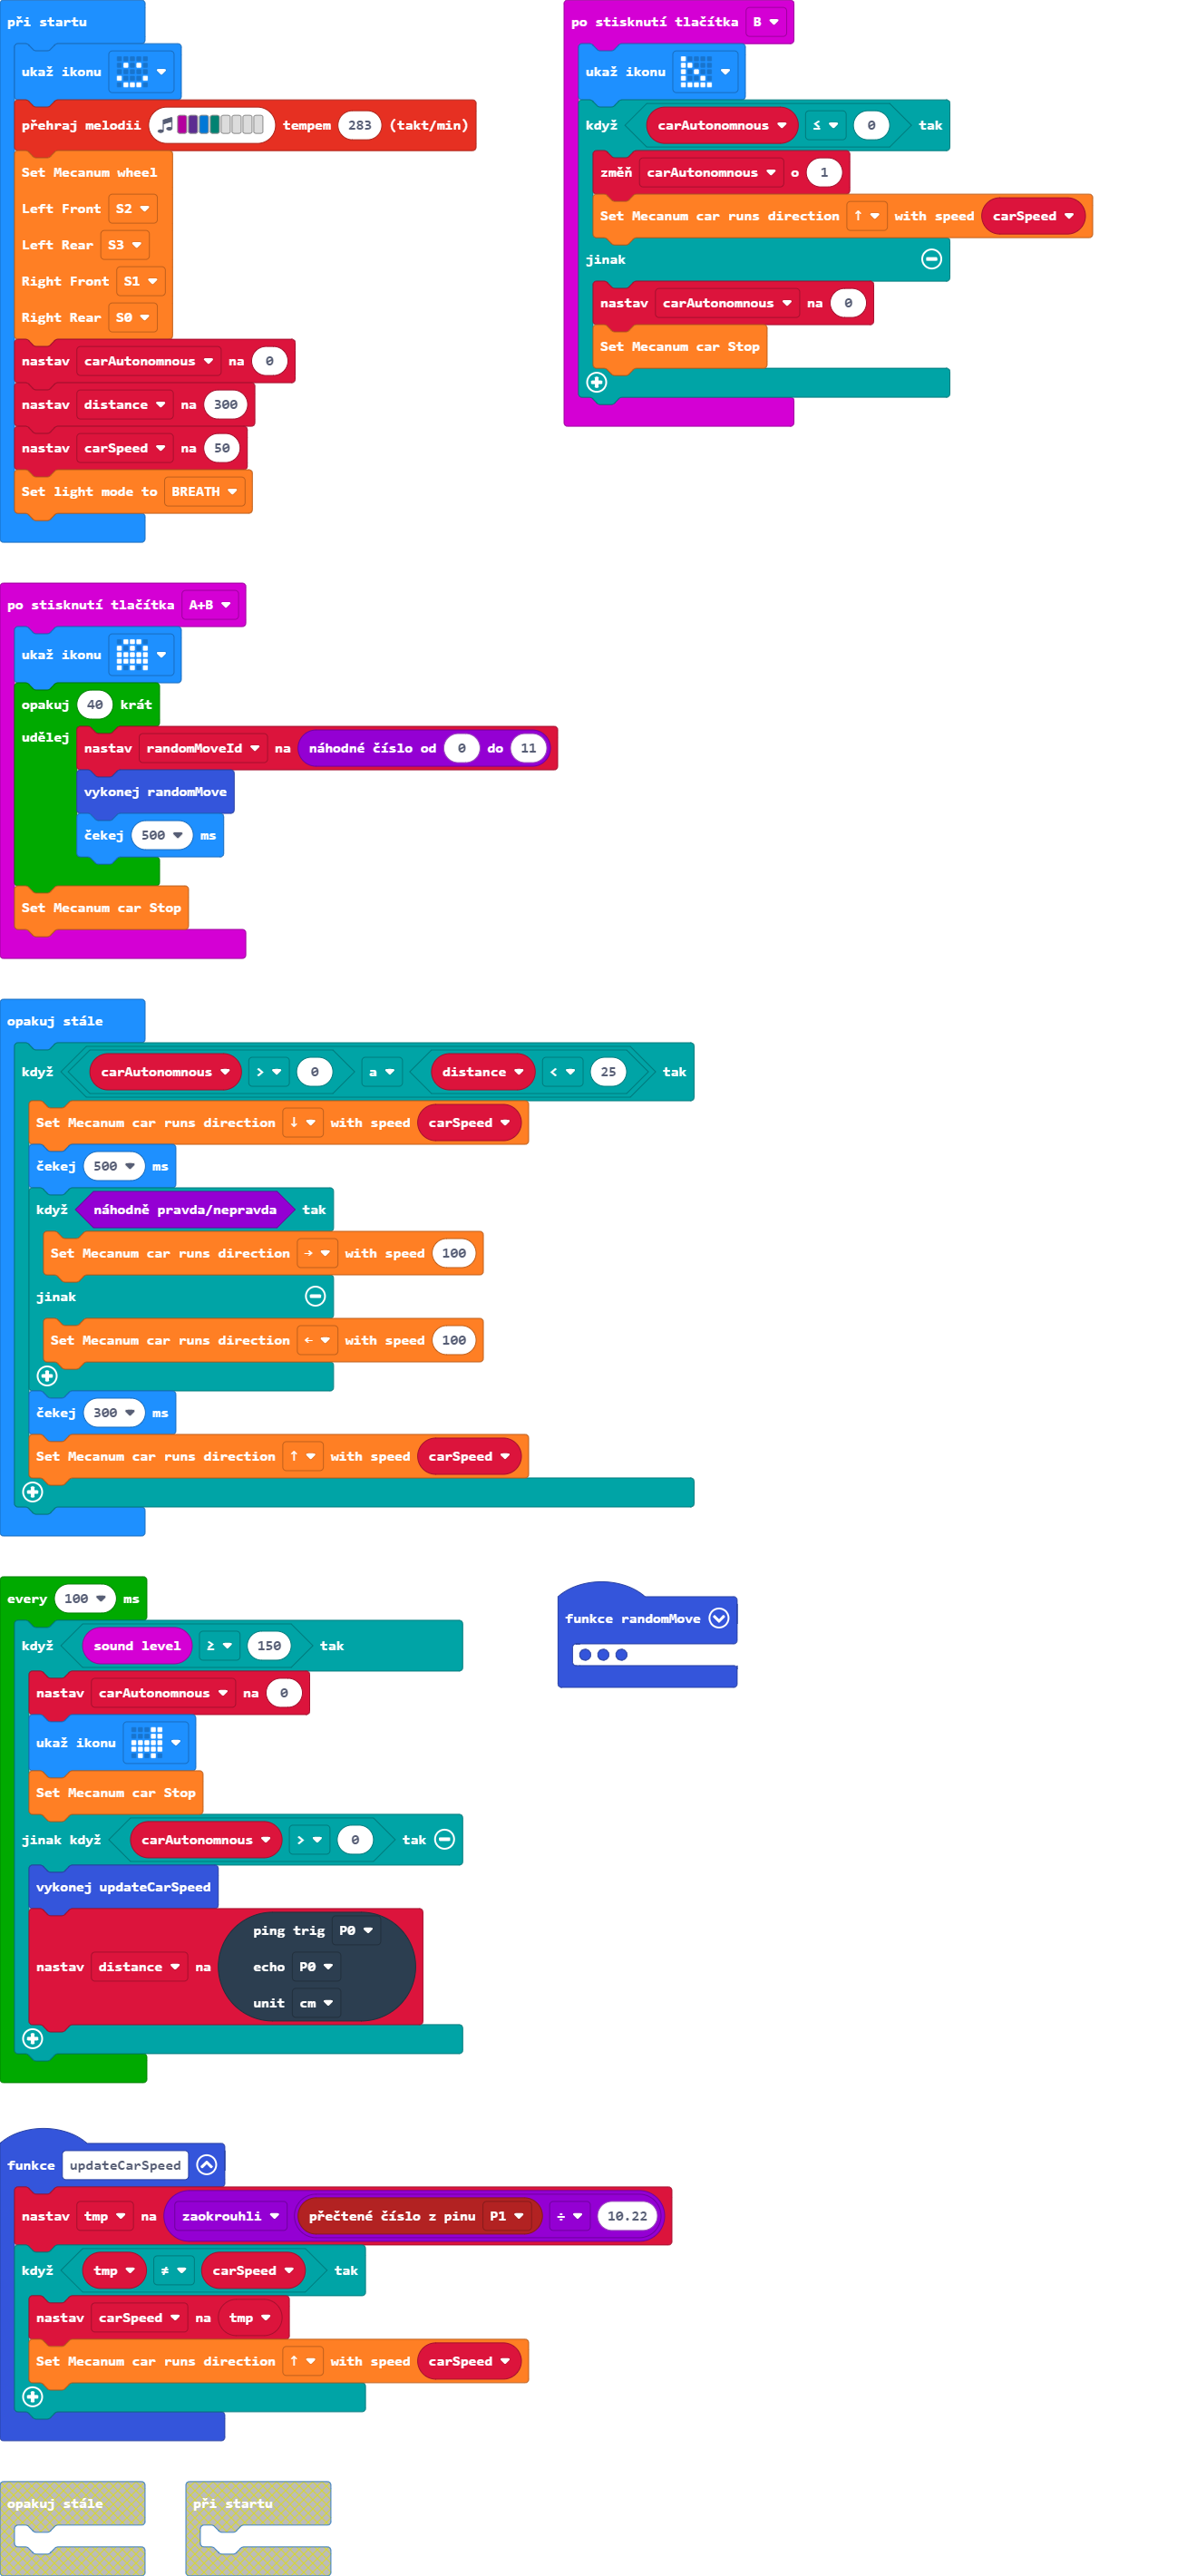 při startu
ukaž ikonu
přehraj melodii tempem 283 (takt/min)
Set Mecanum wheel
Left Front S2
Left Rear S3
Right Front S1
Right Rear S0
nastav carAutonomnous na 0
nastav distance na 300
nastav carSpeed na 50
Set light mode to BREATH
po stisknutí tlačítka B
ukaž ikonu
když carAutonomnous ≤ 0 tak
změň carAutonomnous o 1
Set Mecanum car runs direction ↑ with speed carSpeed
jinak
nastav carAutonomnous na 0
Set Mecanum car Stop
po stisknutí tlačítka A+B
ukaž ikonu
opakuj 40 krát
udělej
nastav randomMoveId na náhodné číslo od 0 do 11
vykonej randomMove
čekej 500 ms
Set Mecanum car Stop
opakuj stále
když carAutonomnous > 0 a distance < 25 tak
Set Mecanum car runs direction ↓ with speed carSpeed
čekej 500 ms
když náhodně pravda/nepravda tak
Set Mecanum car runs direction → with speed 100
jinak
Set Mecanum car runs direction ← with speed 100
čekej 300 ms
Set Mecanum car runs direction ↑ with speed carSpeed
every 100 ms
když sound level ≥ 150 tak
nastav carAutonomnous na 0
ukaž ikonu
Set Mecanum car Stop
jinak když carAutonomnous > 0 tak
vykonej updateCarSpeed
nastav distance na ping trig P0
echo P0
unit cm
funkce randomMove
funkce updateCarSpeed
nastav tmp na zaokrouhli přečtené číslo z pinu P1 ÷ 10.22
když tmp ≠ carSpeed tak
nastav carSpeed na tmp
Set Mecanum car runs direction ↑ with speed carSpeed
opakuj stále
při startu